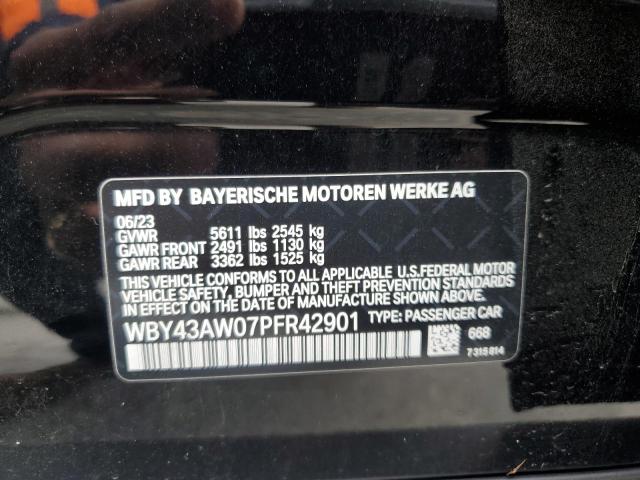 MFD BY BAYERISCHE MOTOREN WERKE AG
06/23
GVWR 5611 lbs 2545 kg
GAWR FRONT 2491 lbs 1130 kg
GAWR REAR 3362 lbs 1525 kg
THIS VEHICLE CONFORMS TO ALL APPLICABLE U.S.FEDERAL MOTOR
VEHICLE SAFETY, BUMPER, AND THEFT PREVENTION STANDARDS
IN EFFECT ON THE DATE OF MANUFACTURE SHOWN ABOVE.
WBY43AW07PFR42901 TYPE: PASSENGER CAR
668
7315814